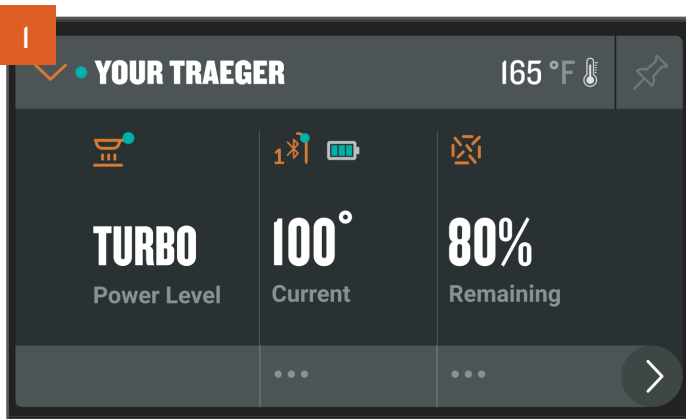 1
YOUR TRAEGER
165 °F
1
TURBO
100°
80%
Power Level
Current
Remaining